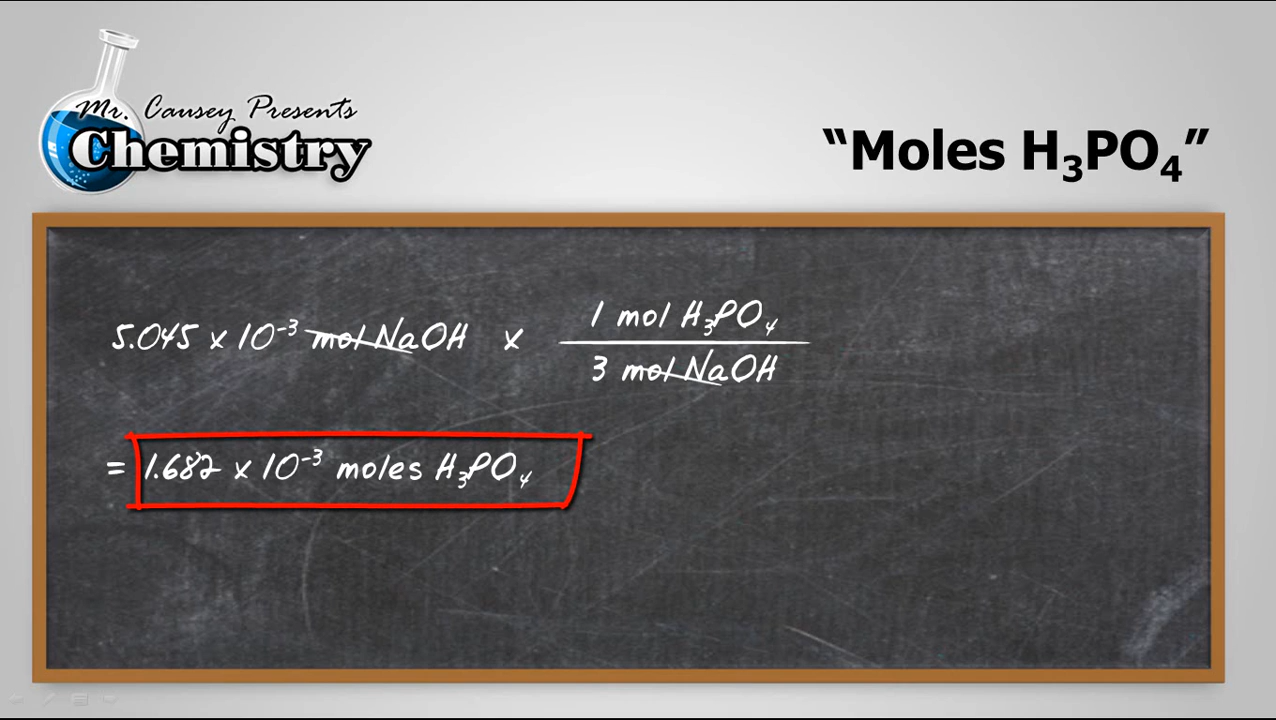 Mr. Causey Presents
Chemistry
“Moles H₃PO₄”
5.045 x 10⁻³ mol NaOH x 1 mol H₃PO₄
3 mol NaOH
= 1.682 x 10⁻³ moles H₃PO₄